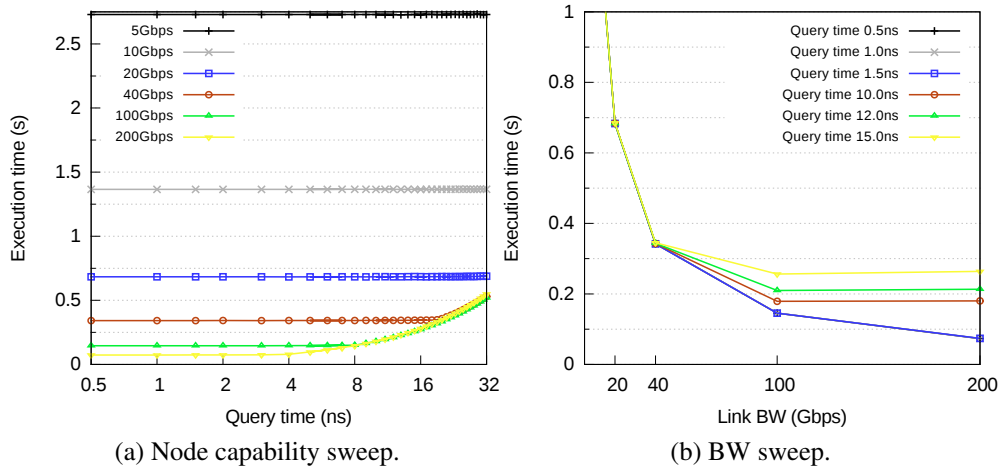 Execution time (s)
2.5
2
1.5
1
0.5
0
5Gbps
10Gbps
20Gbps
40Gbps
100Gbps
200Gbps
0.5 1 2 4 8 16 32
Query time (ns)
(a) Node capability sweep.
Execution time (s)
1
0.8
0.6
0.4
0.2
0
Query time 0.5ns
Query time 1.0ns
Query time 1.5ns
Query time 10.0ns
Query time 12.0ns
Query time 15.0ns
20 40 100 200
Link BW (Gbps)
(b) BW sweep.